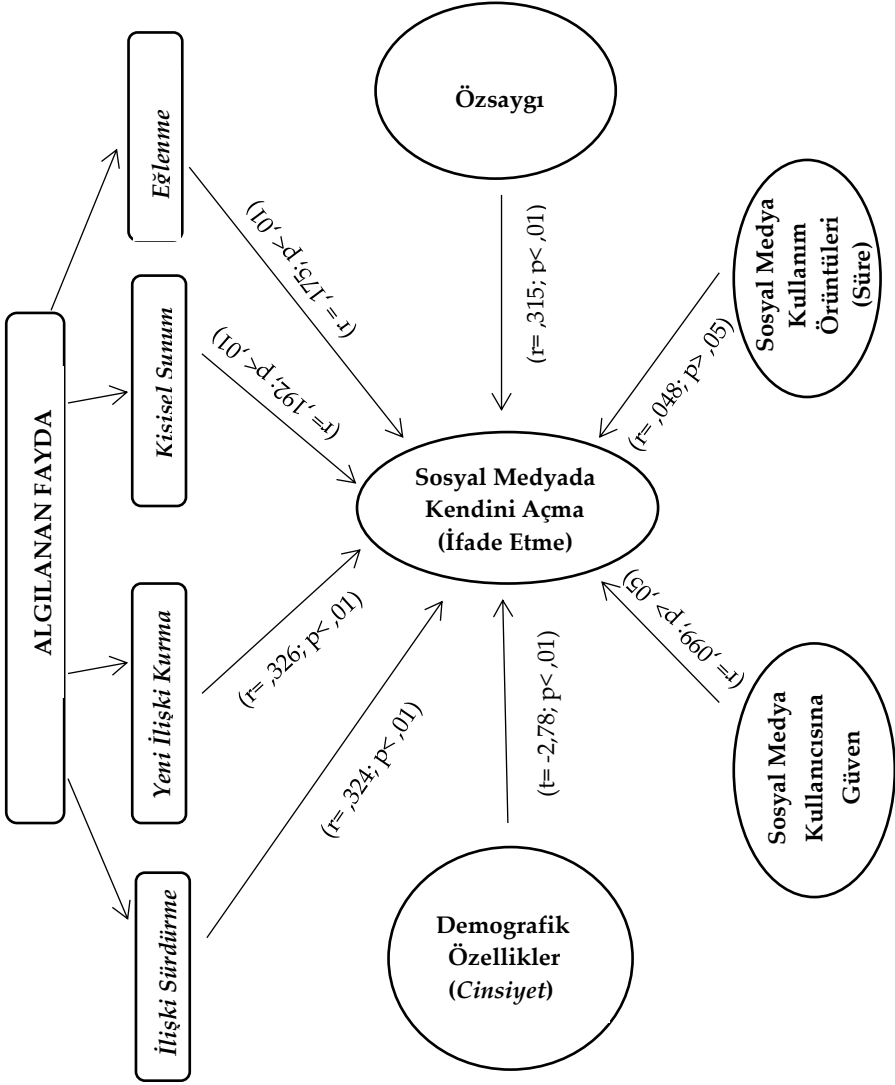 ALGILANAN FAYDA
İlişki Sürdürme
Yeni İlişki Kurma
Kisisel Sunum
Eğlenme
(r= ,324; p< ,01)
(r= ,326; p< ,01)
(r=,192; p< ,01)
(r= ,175; p< ,01)
Demografik
Özellikler
(Cinsiyet)
(t= -2,78; p< ,01)
Sosyal Medyada
Kendini Açma
(İfade Etme)
(r= ,315; p< ,01)
Özsaygı
(r=,099; p> ,05)
(r= ,048; p> ,05)
Sosyal Medya
Kullanıcısına
Güven
Sosyal Medya
Kullanım
Örüntüleri
(Süre)